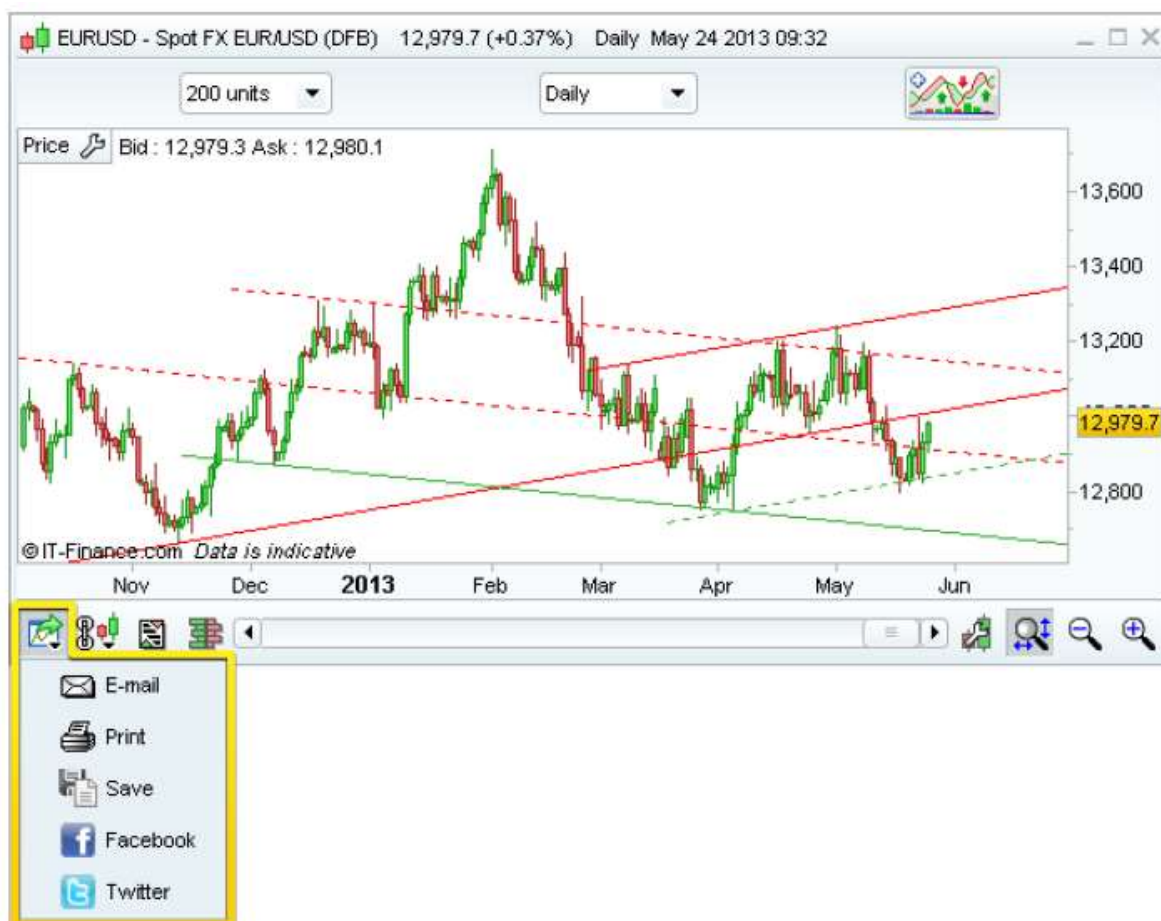 EURUSD - Spot FX EUR/USD (DFB) 12,979.7 (+0.37%) Daily May 24 2013 09:32
200 units Daily
Price Bid : 12,979.3 Ask : 12,980.1
13,600
13,400
13,200
12,979.7
12,800
© IT-Finance.com Data is indicative
Nov Dec 2013 Feb Mar Apr May Jun
E-mail
Print
Save
Facebook
Twitter